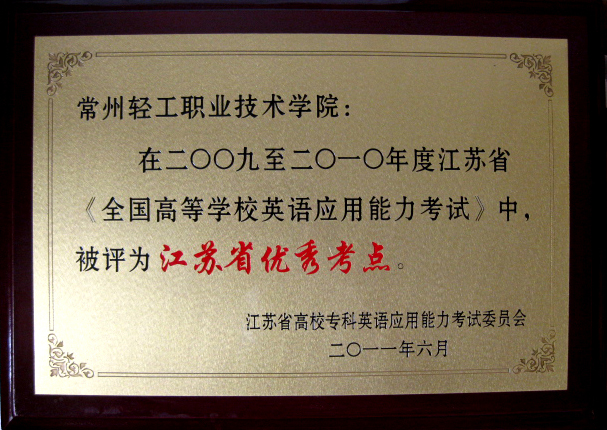 常州轻工职业技术学院：
在二〇〇九至二〇一〇年度江苏省
《全国高等学校英语应用能力考试》中，
被评为江苏省优秀考点。
江苏省高校专科英语应用能力考试委员会
二〇一一年六月